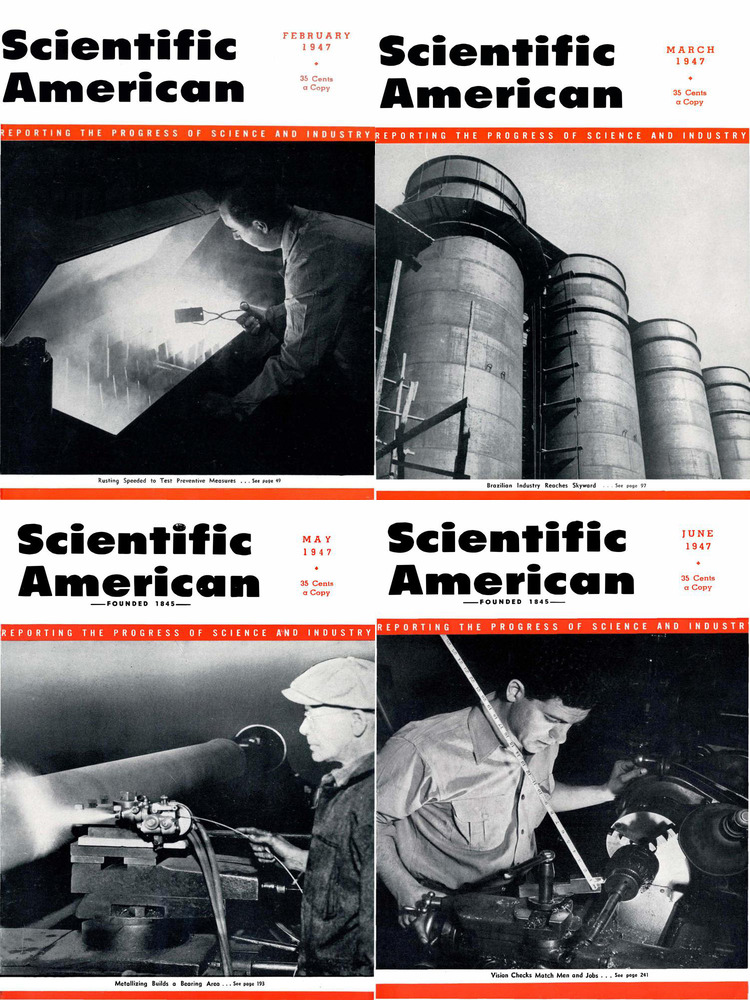 Scientific
American
FEBRUARY
1947
35 Cents
a Copy
REPORTING THE PROGRESS OF SCIENCE AND INDUSTRY
Rusting Speeded to Test Preventive Measures . . . See page 49
Scientific
American
MARCH
1947
35 Cents
a Copy
REPORTING THE PROGRESS OF SCIENCE AND INDUSTRY
Brazilian Industry Reaches Skyward . . . See page 97
Scientific
American
—FOUNDED 1845—
MAY
1947
35 Cents
a Copy
REPORTING THE PROGRESS OF SCIENCE AND INDUSTRY
Metallizing Builds a Bearing Area . . . See page 193
Scientific
American
—FOUNDED 1845—
JUNE
1947
35 Cents
a Copy
REPORTING THE PROGRESS OF SCIENCE AND INDUSTR
Vision Checks Match Men and Jobs . . . See page 241